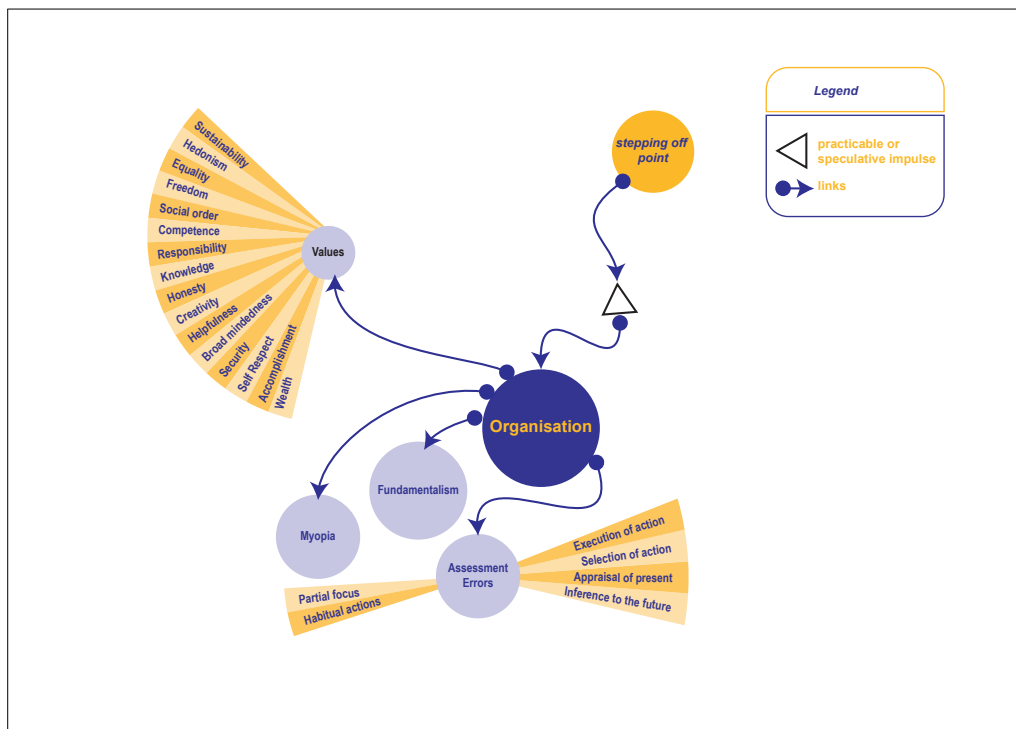 Legend
practicable or
speculative impulse
links
stepping off
point
Sustainability
Hedonism
Equality
Freedom
Social order
Competence
Responsibility
Knowledge
Honesty
Creativity
Helpfulness
Broad mindedness
Security
Self Respect
Accomplishment
Wealth
Values
Organisation
Fundamentalism
Myopia
Assessment
Errors
Execution of action
Selection of action
Appraisal of present
Inference to the future
Partial focus
Habitual actions